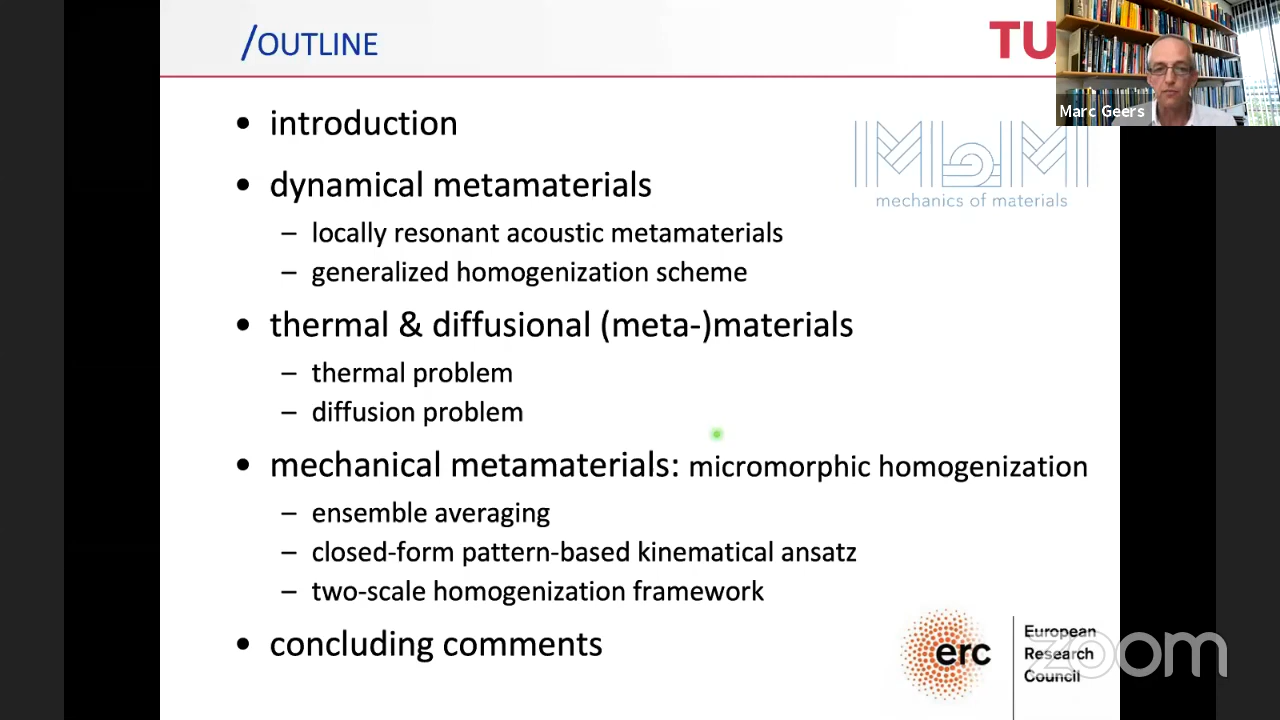 /OUTLINE
TU
Marc Geers
• introduction
MoM
mechanics of materials
• dynamical metamaterials
– locally resonant acoustic metamaterials
– generalized homogenization scheme
• thermal & diffusional (meta-)materials
– thermal problem
– diffusion problem
• mechanical metamaterials: micromorphic homogenization
– ensemble averaging
– closed-form pattern-based kinematical ansatz
– two-scale homogenization framework
• concluding comments
erc
European
Research
Council
zoom